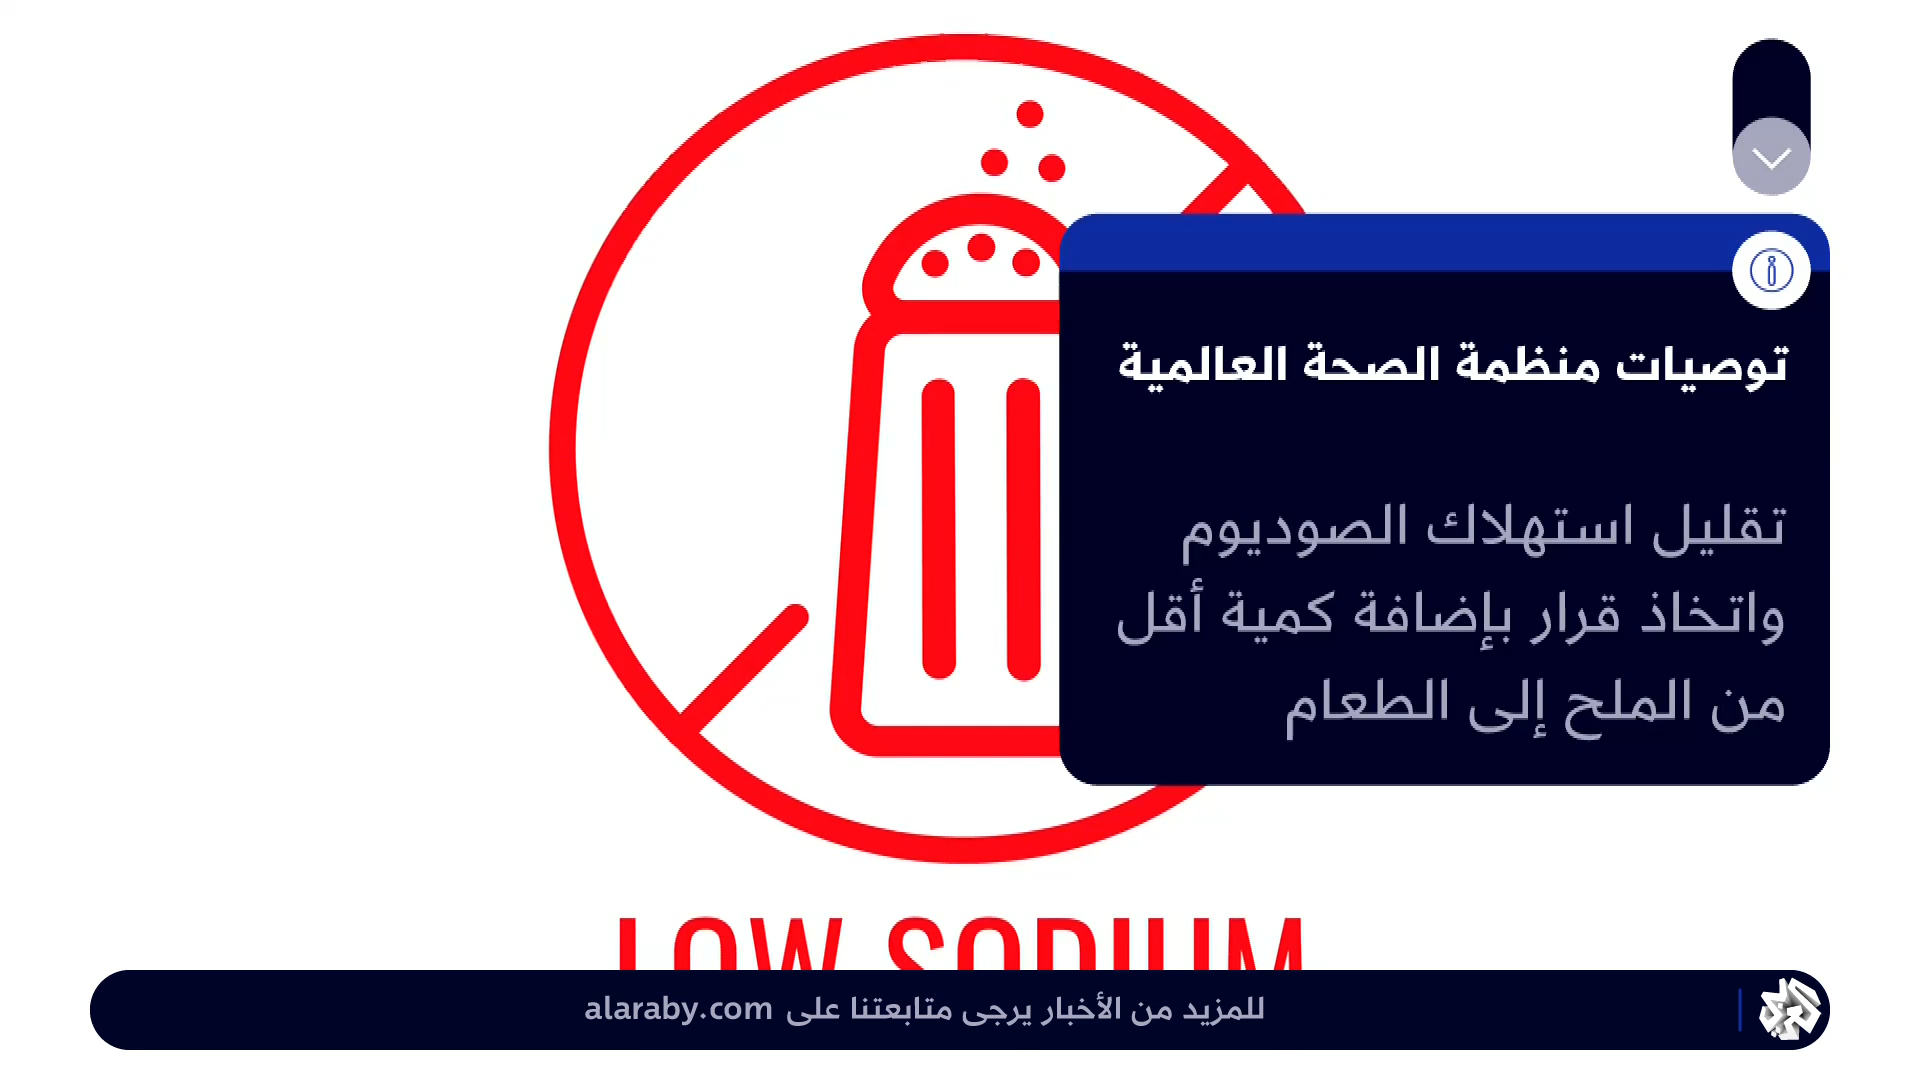 توصيات منظمة الصحة العالمية
تقليل استهلاك الصوديوم
واتخاذ قرار بإضافة كمية أقل
من الملح إلى الطعام
LOW SODIUM
للمزيد من الأخبار يرجى متابعتنا على alaraby.com